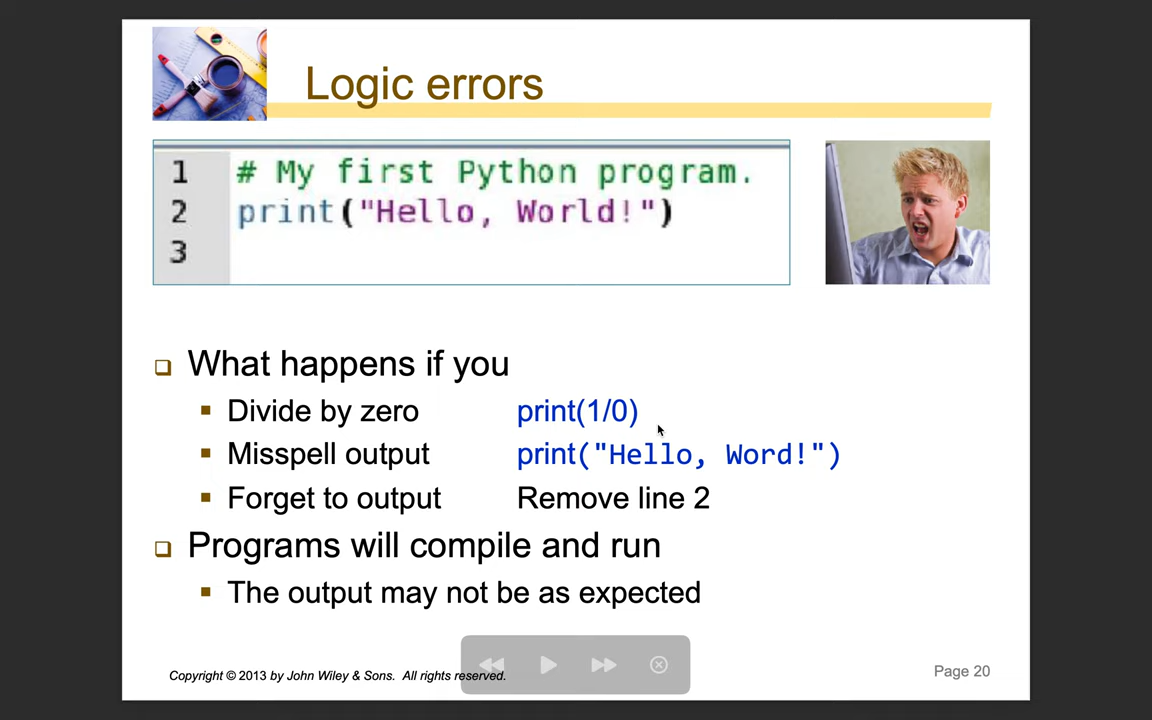 Logic errors
1 # My first Python program.
2 print("Hello, World!")
3
❑ What happens if you
▪ Divide by zero print(1/0)
▪ Misspell output print("Hello, Word!")
▪ Forget to output Remove line 2
❑ Programs will compile and run
▪ The output may not be as expected
Copyright © 2013 by John Wiley & Sons. All rights reserved.
Page 20